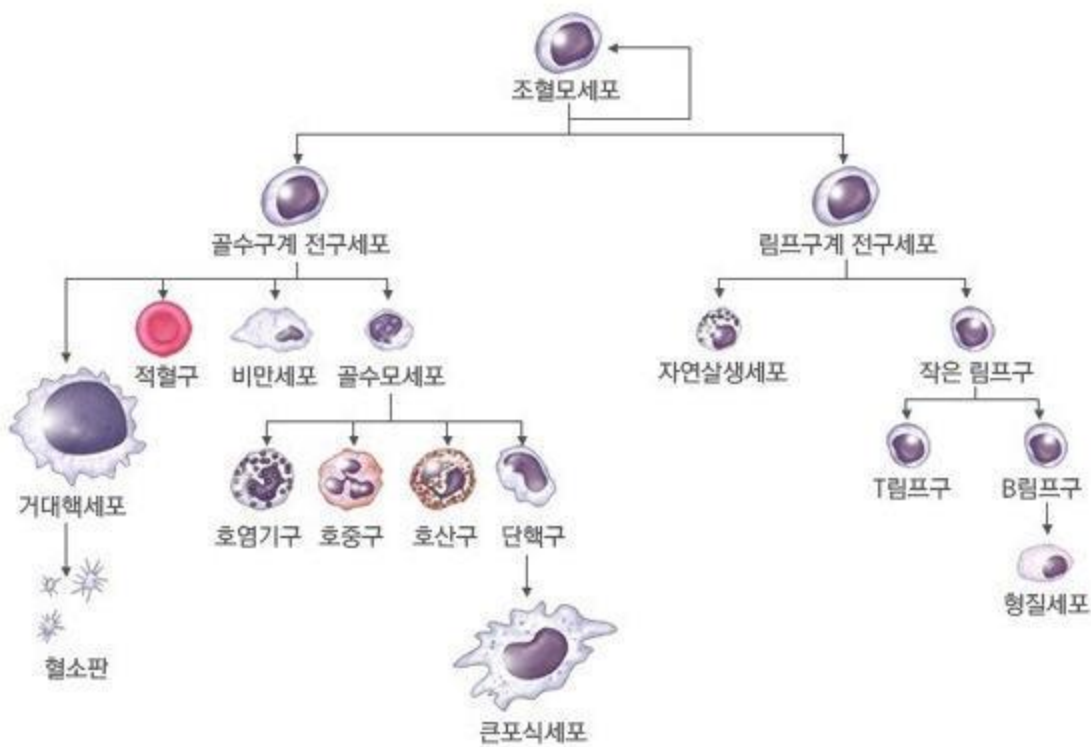 조혈모세포
골수구계 전구세포
림프구계 전구세포
적혈구
비만세포
골수모세포
자연살생세포
작은 림프구
거대핵세포
호염기구
호중구
호산구
단핵구
T림프구
B림프구
혈소판
큰포식세포
형질세포